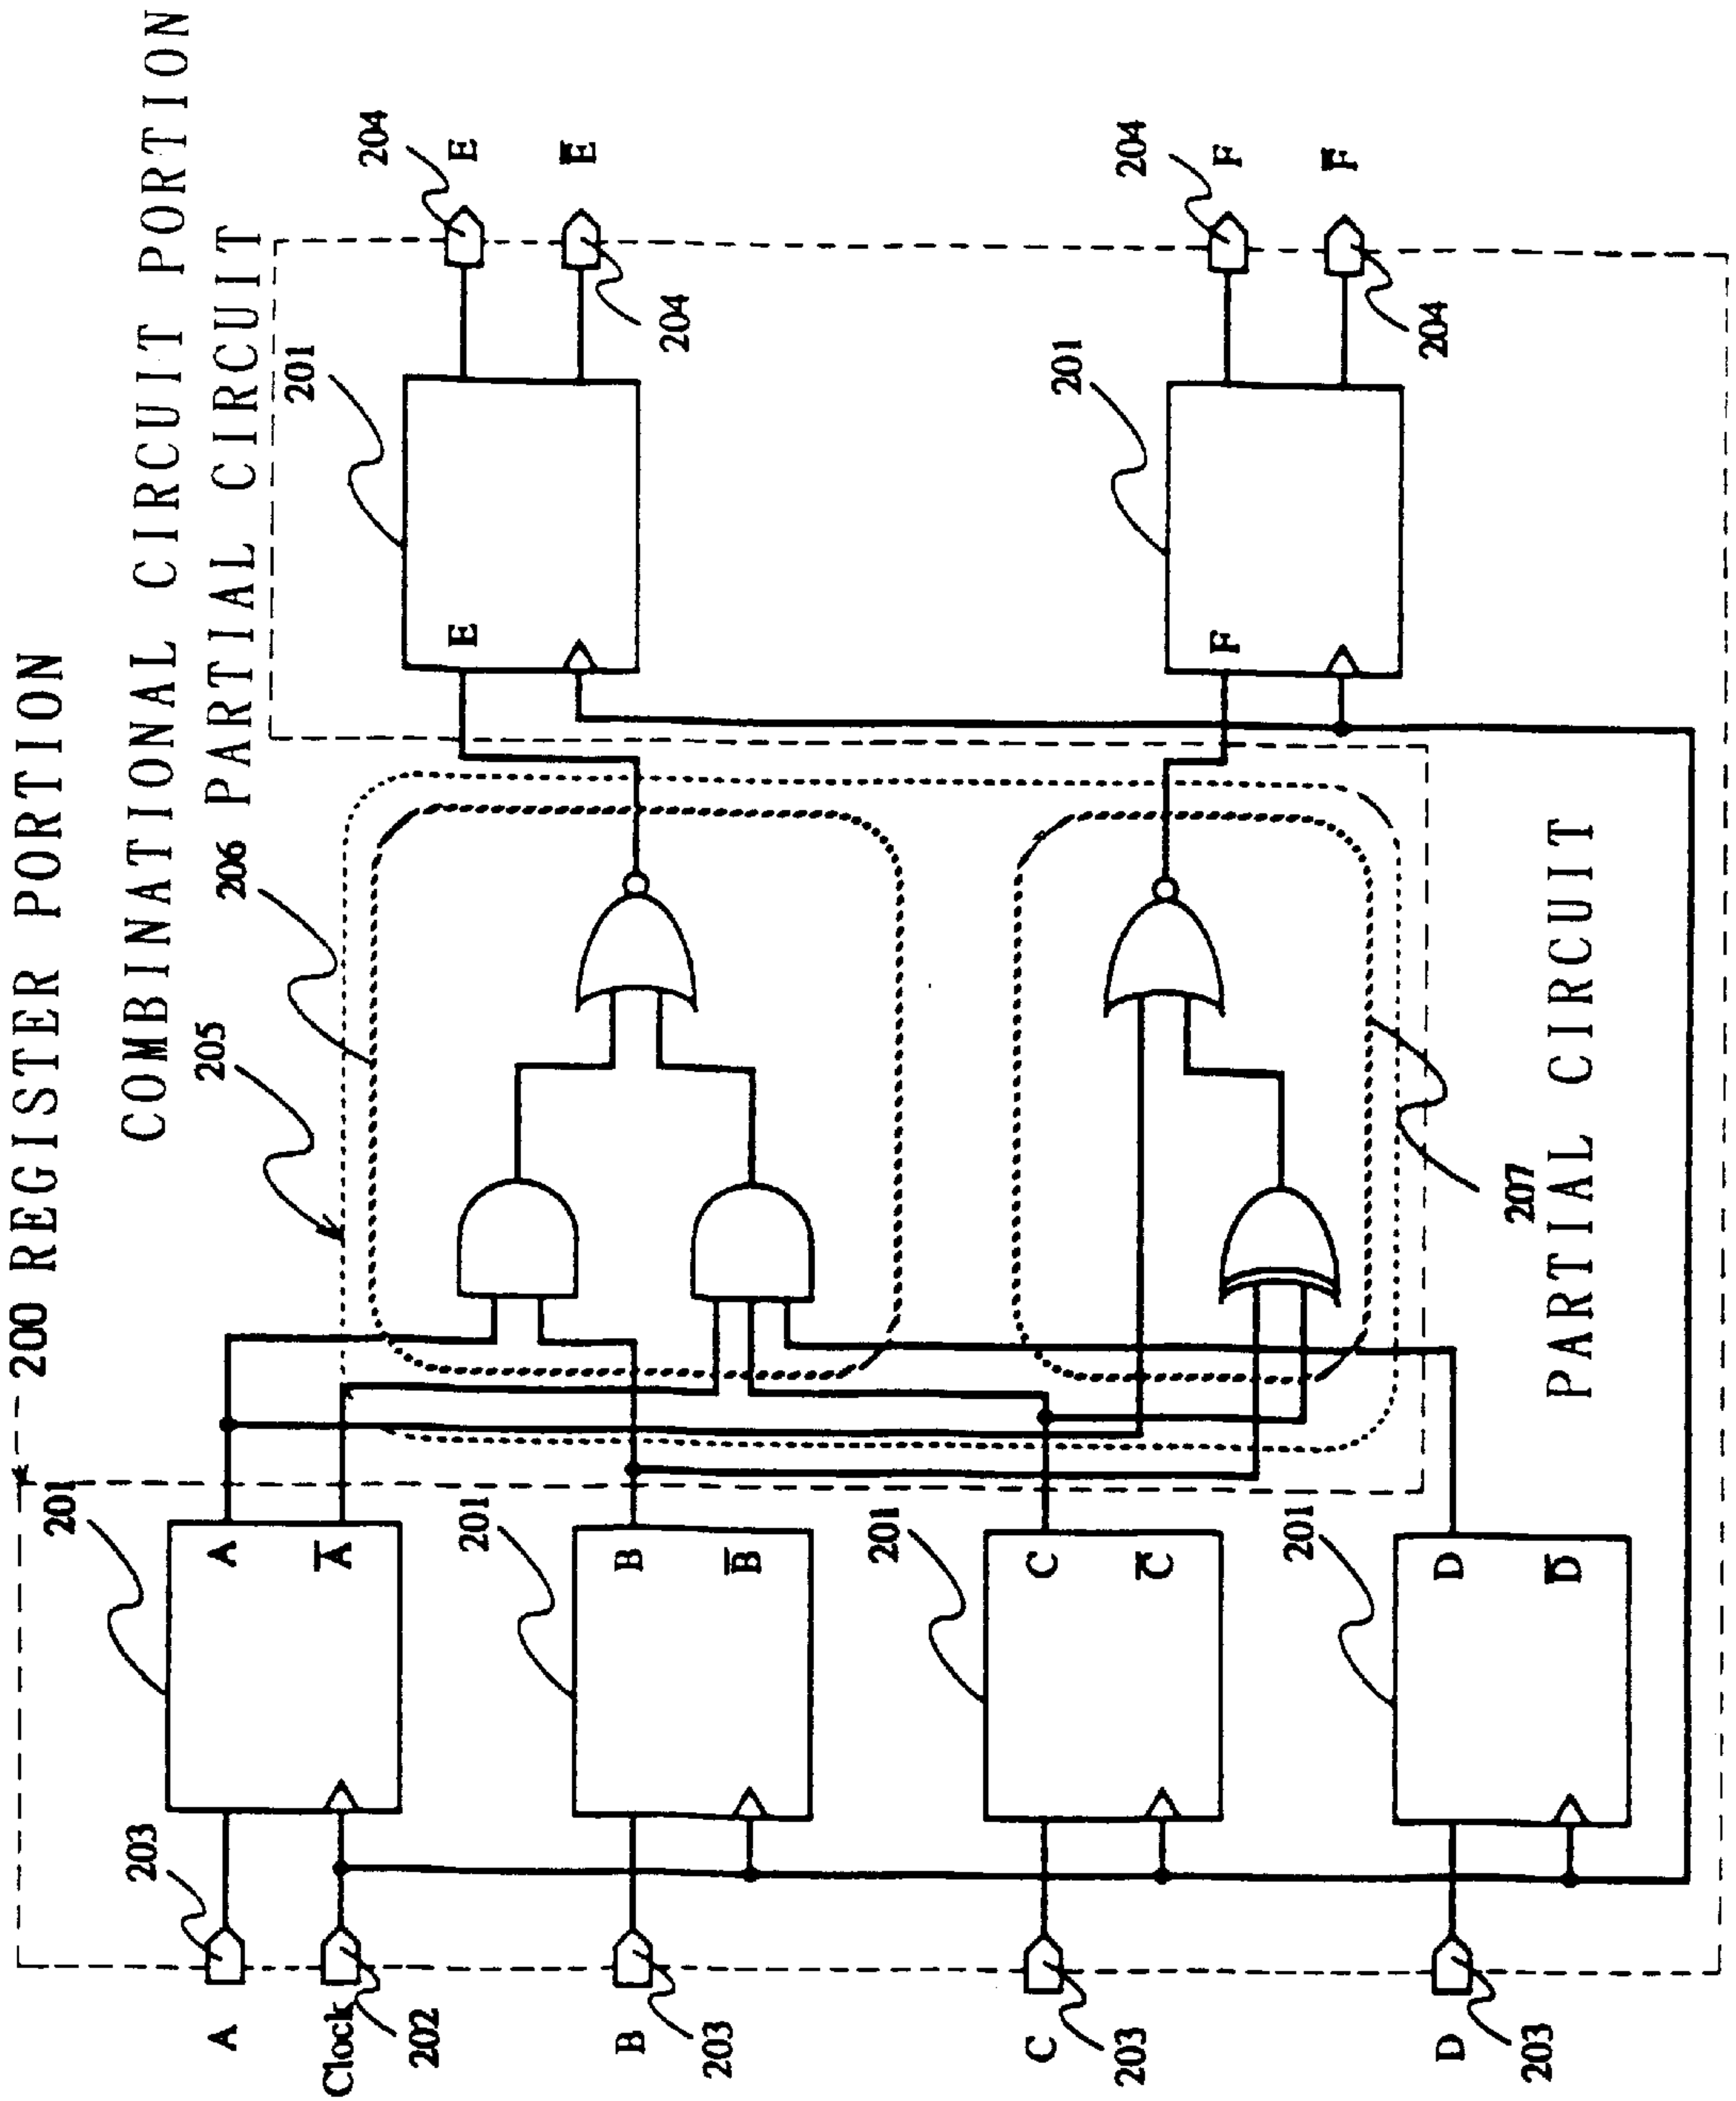 200 REGISTER PORTION
201
COMBINATIONAL CIRCUIT PORTION
203
205
206 PARTIAL CIRCUIT
A
A
201
Clock
A̅
204
202
E
E
201
E̅
B
B
204
203
B̅
201
C
C
201
203
204
C̅
F
F
201
F̅
204
D
D
207
203
D̅
PARTIAL CIRCUIT